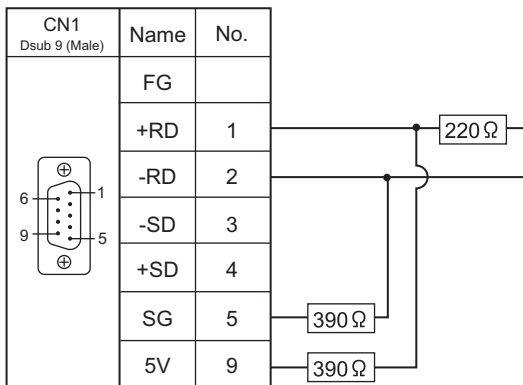 CN1
Dsub 9 (Male)
Name
No.
FG
+RD 1
220Ω
-RD 2
-SD 3
+SD 4
SG 5
390Ω
5V 9
390Ω
6
1
9
5